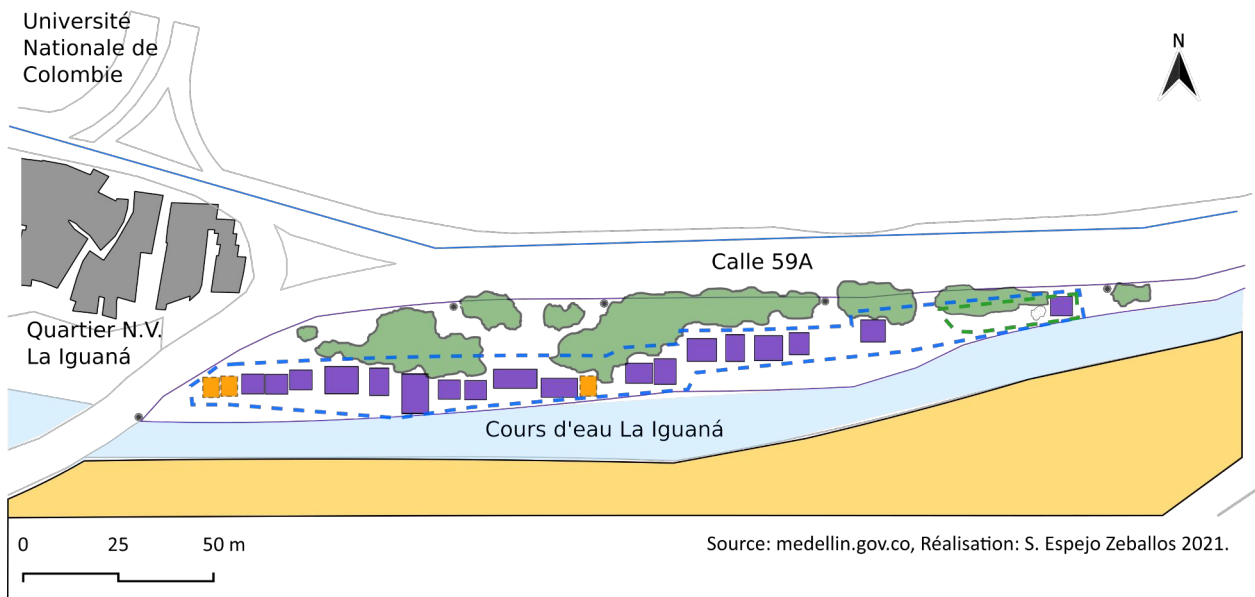 Université
Nationale de
Colombie
N
Calle 59A
Quartier N.V.
La Iguaná
Cours d'eau La Iguaná
0 25 50 m
Source: medellin.gov.co, Réalisation: S. Espejo Zeballos 2021.